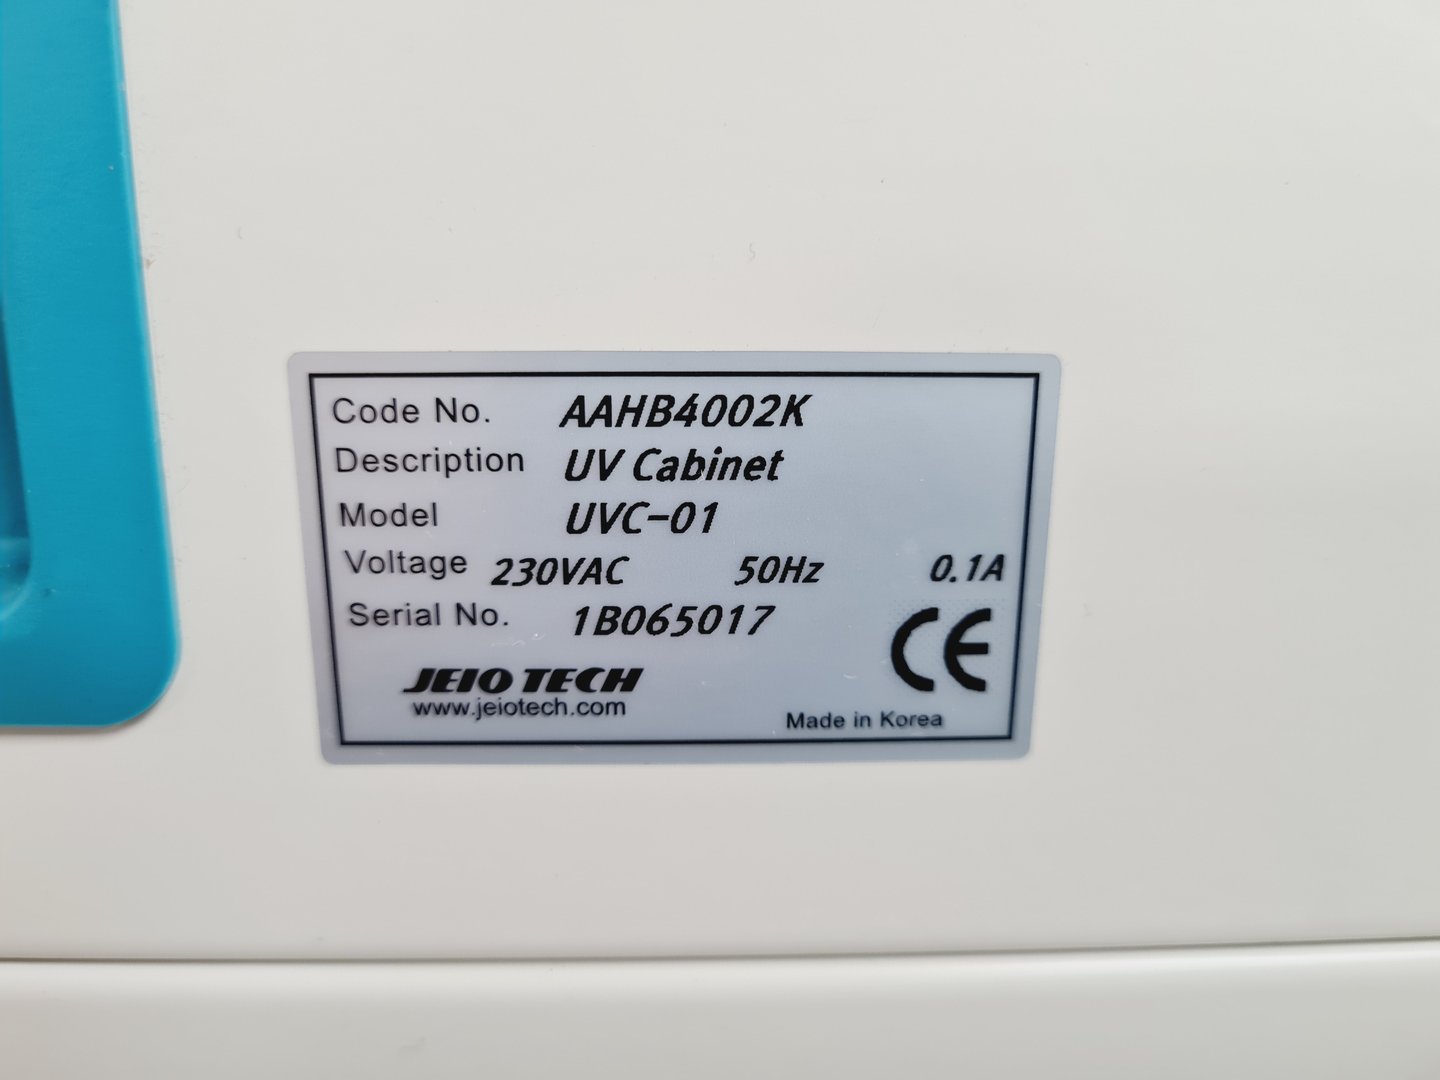 Code No. AAHB4002K
Description UV Cabinet
Model UVC-01
Voltage 230VAC 50Hz 0.1A
Serial No. 1B065017
CE
JEIO TECH
www.jeiotech.com
Made in Korea